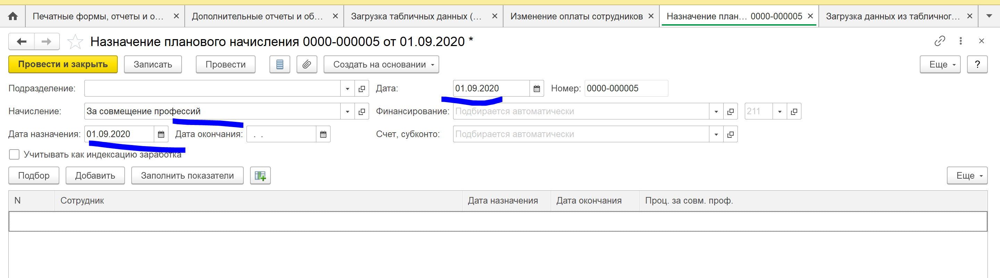 Печатные формы, отчеты и о... Дополнительные отчеты и об... Загрузка табличных данных (... Изменение оплаты сотрудников Назначение план... 0000-000005 Загрузка данных из табличног...
Назначение планового начисления 0000-000005 от 01.09.2020 *
Провести и закрыть Записать Провести Создать на основании Еще ?
Подразделение: Дата: 01.09.2020 Номер: 0000-000005
Начисление: За совмещение профессий Финансирование: Подбирается автоматически 211
Дата назначения: 01.09.2020 Дата окончания: . . Счет, субконто: Подбирается автоматически
Учитывать как индексацию заработка
Подбор Добавить Заполнить показатели Еще
N Сотрудник Дата назначения Дата окончания Проц. за совм. проф.